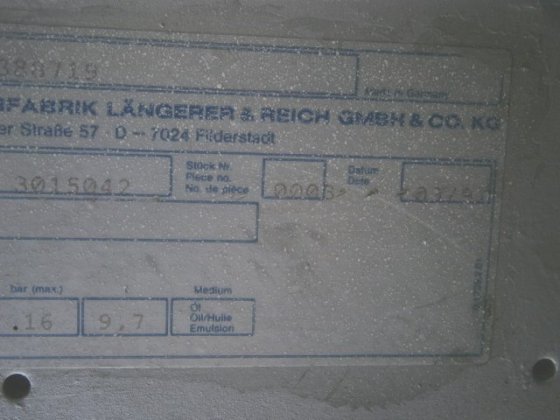 388719
Made in Germany
FABRIK LÄNGERER & REICH GMBH & CO. KG
er Straße 57 · D – 7024 Filderstadt
3015042
Stück Nr.
Piece no.
No. de pièce
0003
Datum
Date
bar (max.)
Medium
.16
9,7
Öl
Oil/Huile
Emulsion